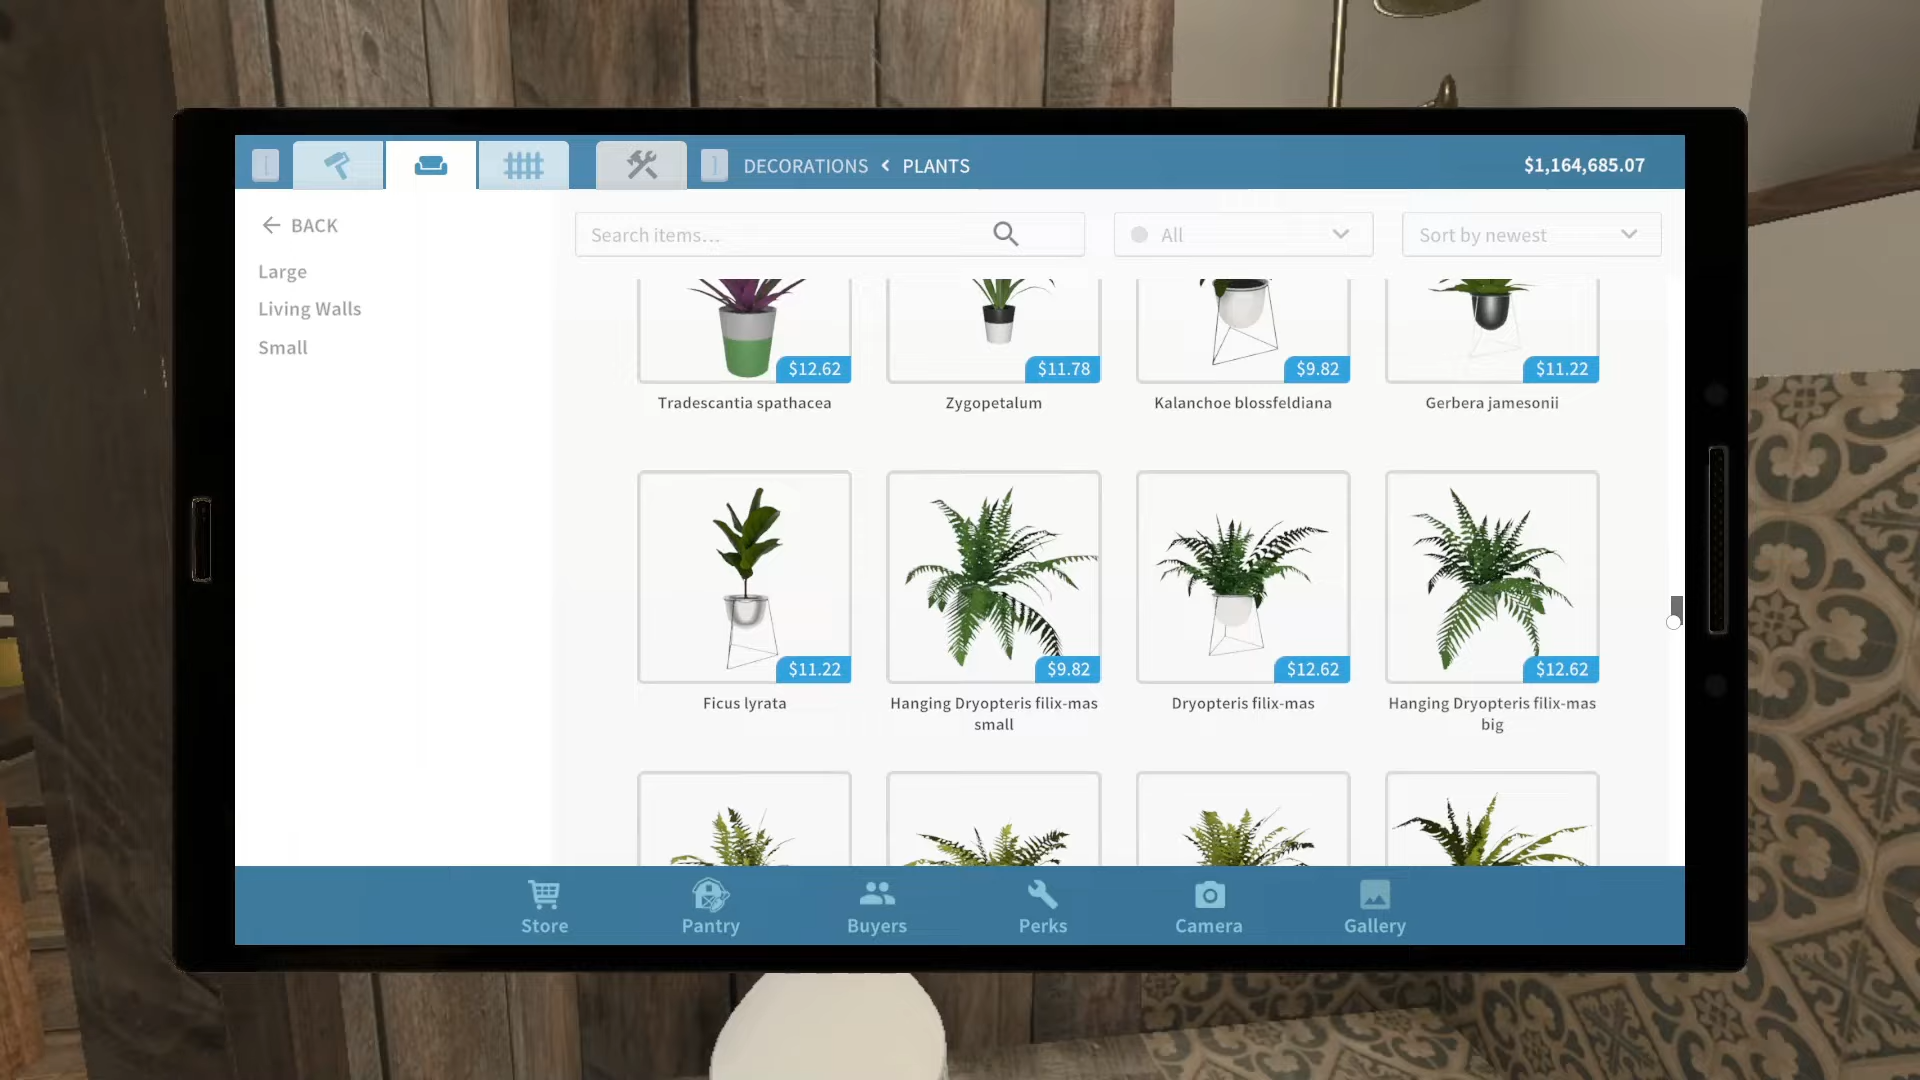 DECORATIONS < PLANTS
$1,164,685.07
BACK
Search items...
All
Sort by newest
Large
Living Walls
Small
$12.62
$11.78
$9.82
$11.22
Tradescantia spathacea
Zygopetalum
Kalanchoe blossfeldiana
Gerbera jamesonii
$11.22
$9.82
$12.62
$12.62
Ficus lyrata
Hanging Dryopteris filix-mas
small
Dryopteris filix-mas
Hanging Dryopteris filix-mas
big
Store
Pantry
Buyers
Perks
Camera
Gallery